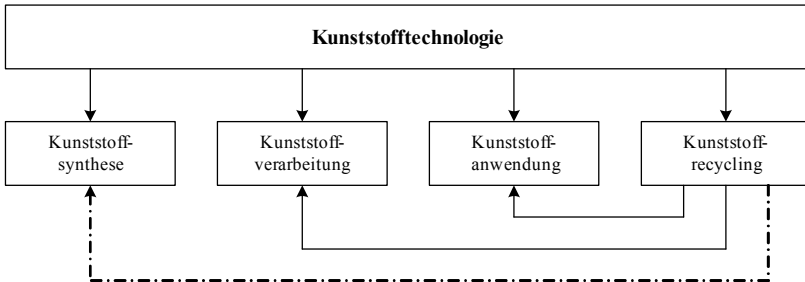 Kunststofftechnologie
Kunststoff-
synthese
Kunststoff-
verarbeitung
Kunststoff-
anwendung
Kunststoff-
recycling